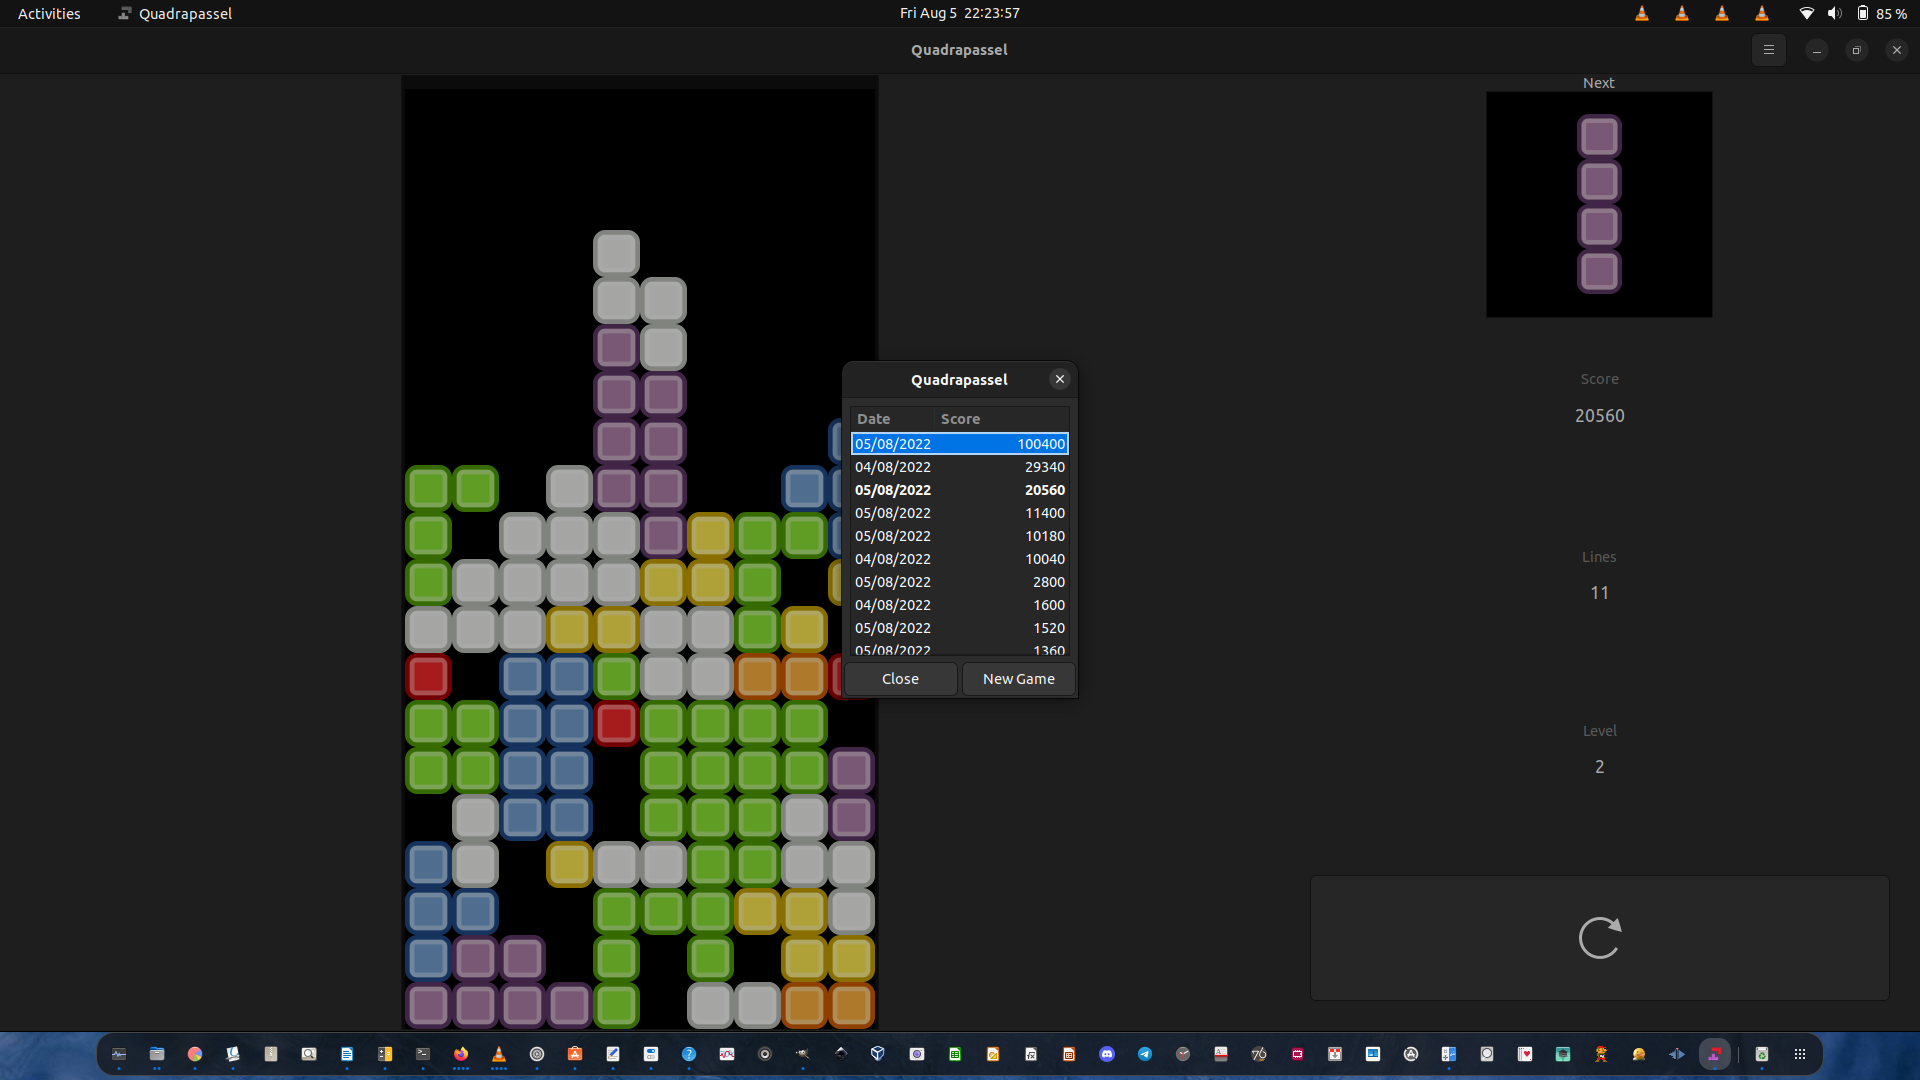 Activities
Quadrapassel
Fri Aug 5 22:23:57
85 %
Quadrapassel
Next
Score
20560
Lines
11
Level
2
Quadrapassel
Date Score
05/08/2022 100400
04/08/2022 29340
05/08/2022 20560
05/08/2022 11400
05/08/2022 10180
04/08/2022 10040
05/08/2022 2800
04/08/2022 1600
05/08/2022 1520
05/08/2022 1360
Close
New Game